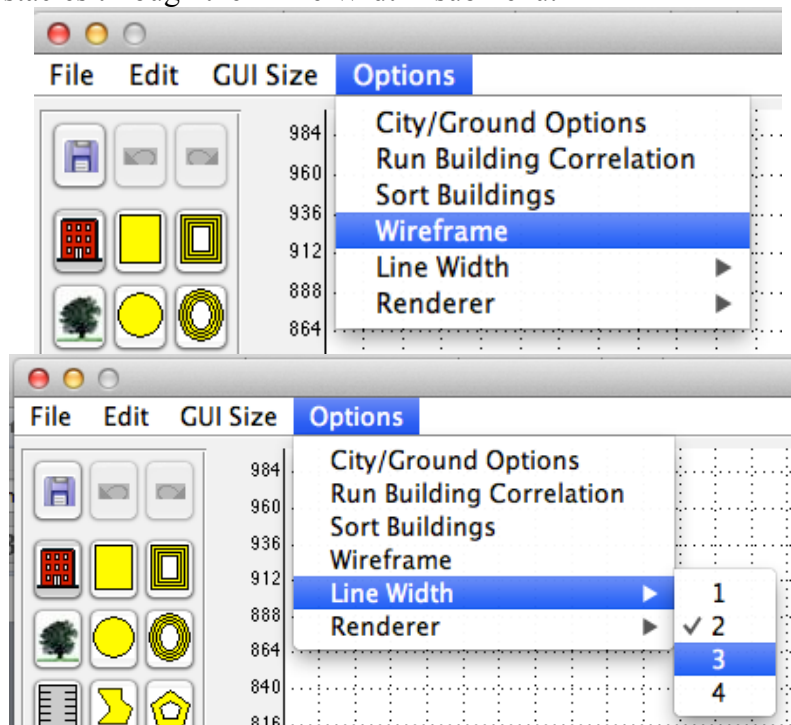 File Edit GUI Size Options
984
960
936
912
888
864
City/Ground Options
Run Building Correlation
Sort Buildings
Wireframe
Line Width
Renderer
File Edit GUI Size Options
984
960
936
912
888
864
840
816
City/Ground Options
Run Building Correlation
Sort Buildings
Wireframe
Line Width
Renderer
1
✓ 2
3
4